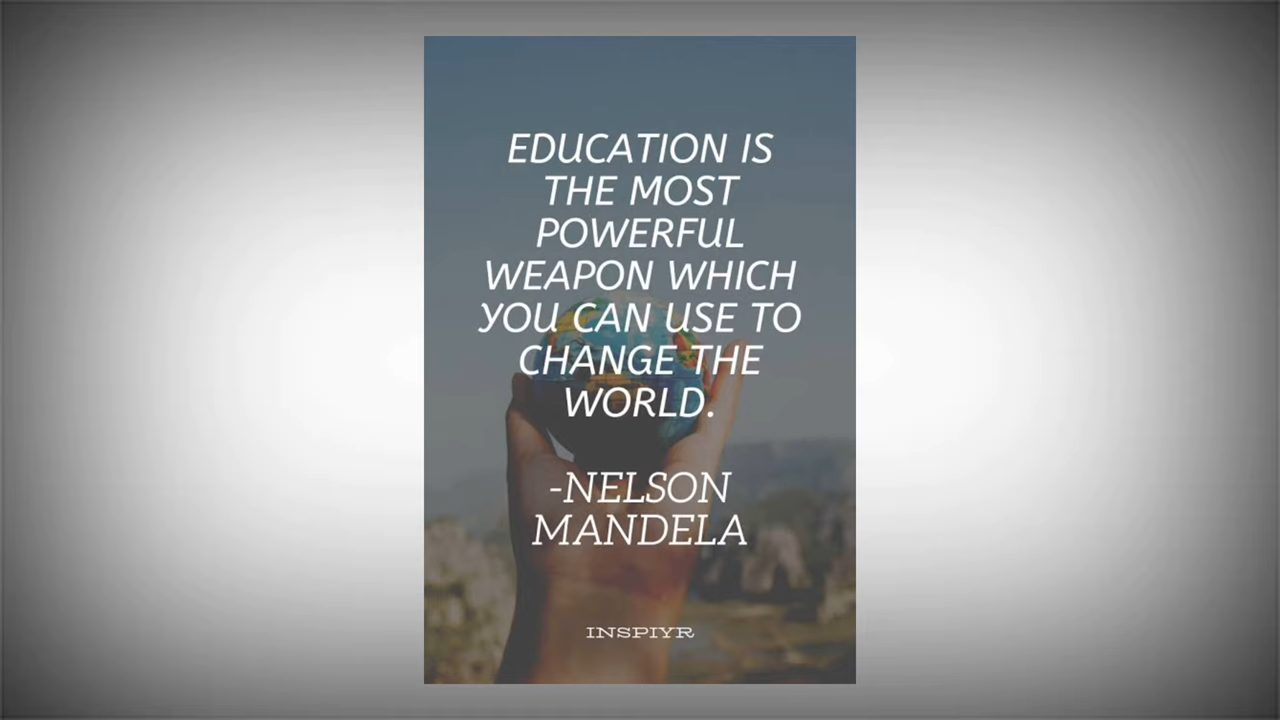 EDUCATION IS
THE MOST
POWERFUL
WEAPON WHICH
YOU CAN USE TO
CHANGE THE
WORLD.
-NELSON
MANDELA
INSPIYR